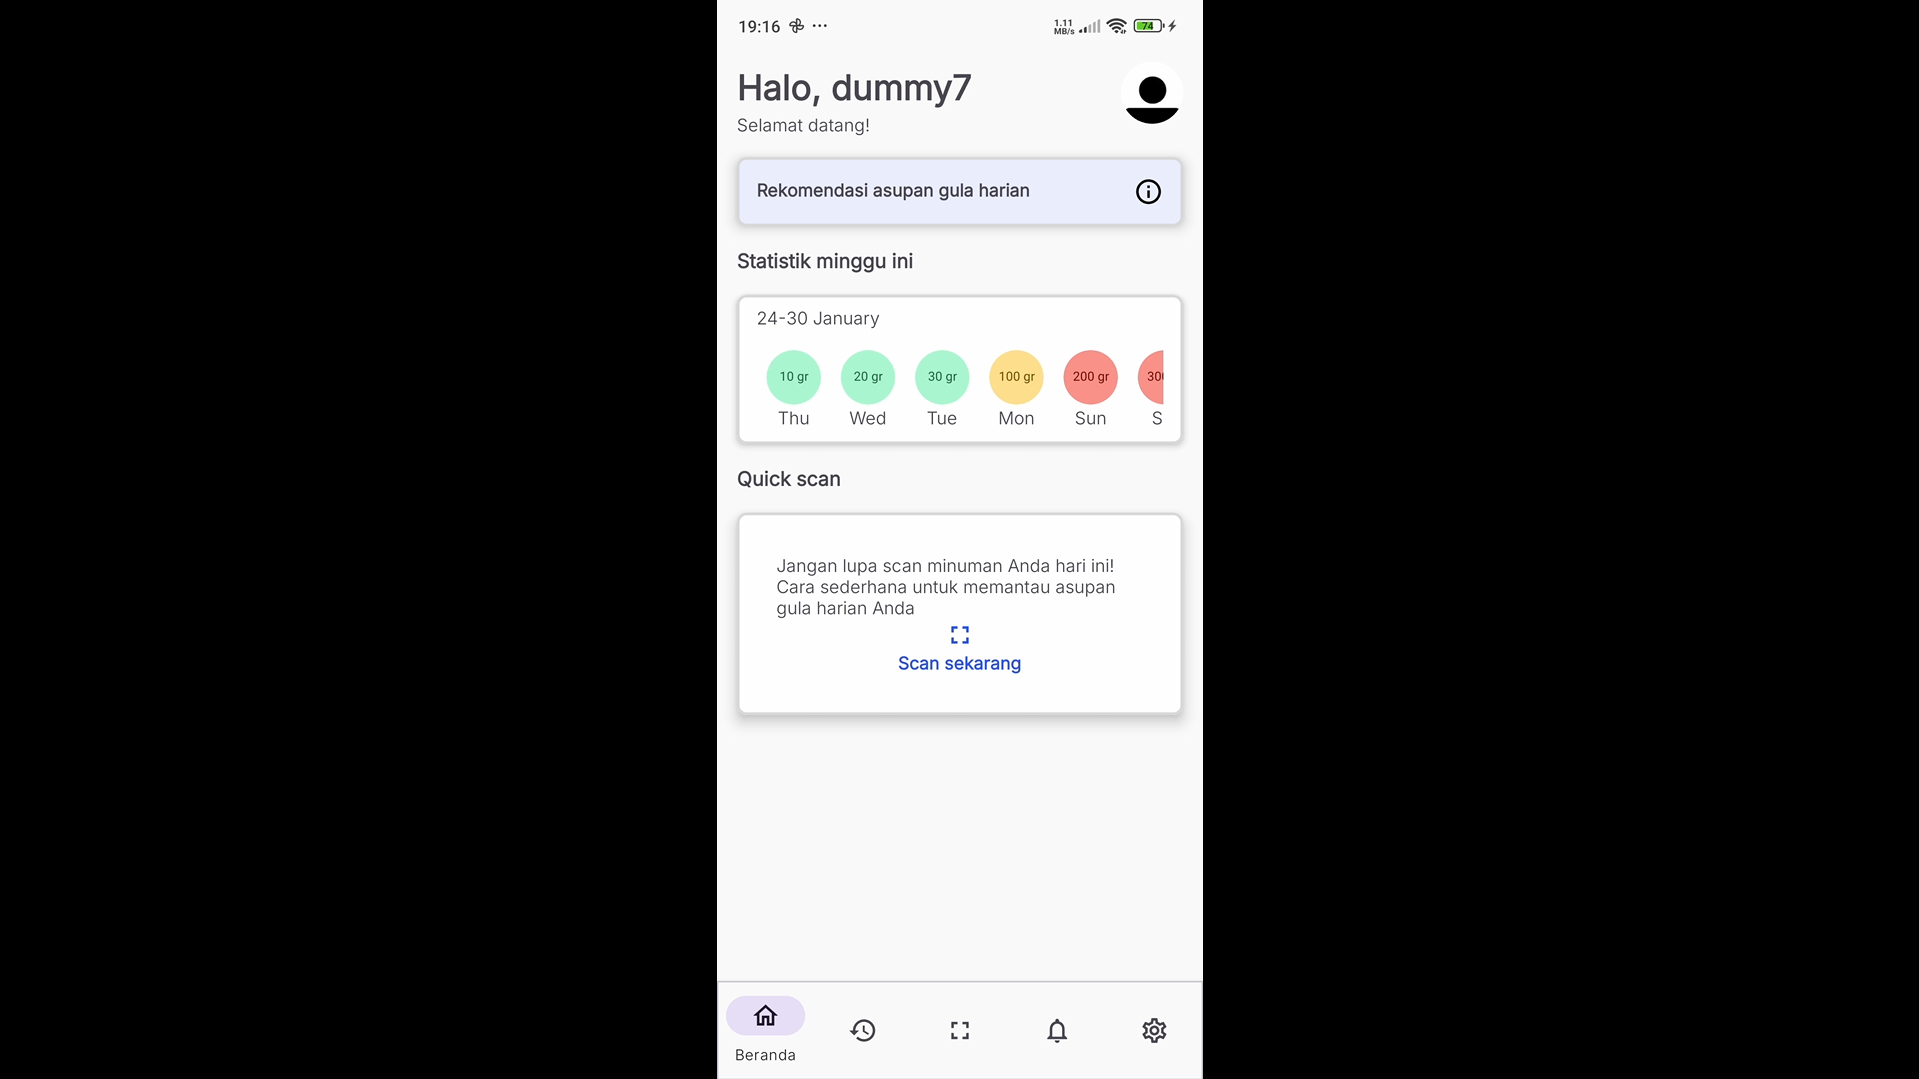 19:16
1.11
MB/s
74
Halo, dummy7
Selamat datang!
Rekomendasi asupan gula harian
Statistik minggu ini
24-30 January
10 gr 20 gr 30 gr 100 gr 200 gr
Thu Wed Tue Mon Sun S
Quick scan
Jangan lupa scan minuman Anda hari ini!
Cara sederhana untuk memantau asupan
gula harian Anda
Scan sekarang
Beranda